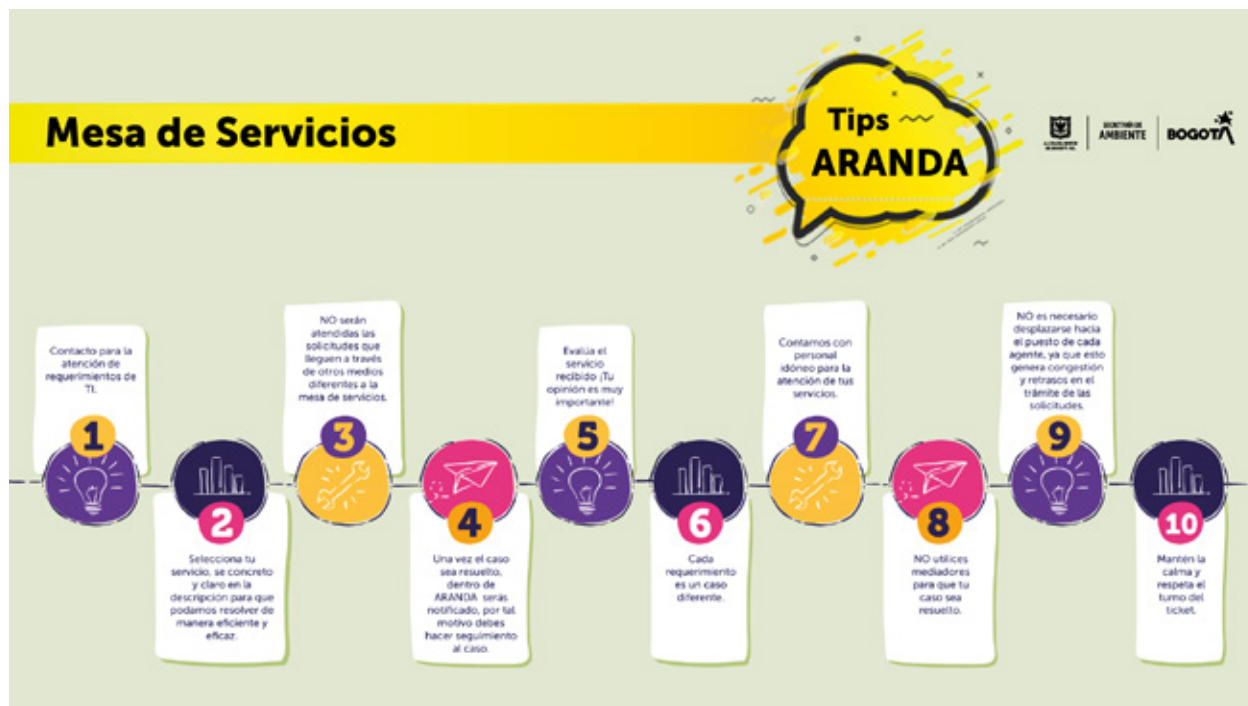 Mesa de Servicios
Tips
ARANDA
SECRETARÍA DE
AMBIENTE
BOGOTÁ
Contacto para la
atención de
requerimientos de
TI.
1
2
Selecciona tu
servicio, se concreto
y claro en la
descripción para que
podamos resolver de
manera eficiente y
eficaz.
NO serán
atendidas las
solicitudes que
lleguen a través
de otros medios
diferentes a la
mesa de servicios.
3
4
Una vez el caso
sea resuelto,
dentro de
ARANDA serás
notificado, por tal
motivo debes
hacer seguimiento
al caso.
Evalúa el
servicio
recibido ¡Tu
opinión es muy
importante!
5
6
Cada
requerimiento
es un caso
diferente.
Contamos con
personal
idóneo para la
atención de tus
servicios.
7
8
NO utilices
mediadores
para que tu
caso sea
resuelto.
NO es necesario
desplazarse hacia
el puesto de cada
agente, ya que esto
genera congestión
y retrasos en el
trámite de las
solicitudes.
9
10
Mantén la
calma y
respeta el
turno del
ticket.